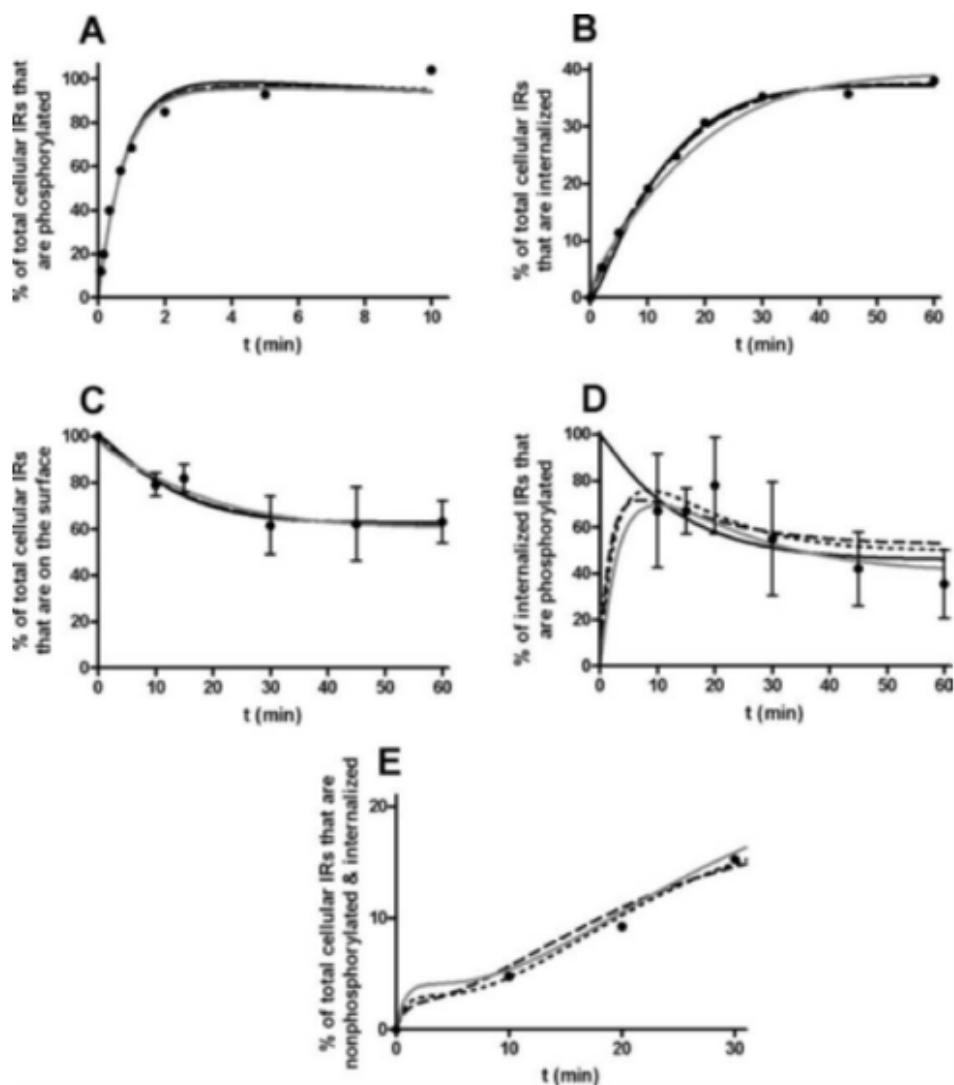 A
% of total cellular IRs that
are phosphorylated
100
80
60
40
20
0
0 2 4 6 8 10
t (min)
B
% of total cellular IRs
that are internalized
40
30
20
10
0
0 10 20 30 40 50 60
t (min)
C
% of total cellular IRs
that are on the surface
100
80
60
40
20
0
0 10 20 30 40 50 60
t (min)
D
% of internalized IRs that
are phosphorylated
100
80
60
40
20
0
0 10 20 30 40 50 60
t (min)
E
% of total cellular IRs that are
nonphosphorylated & internalized
20
10
0
0 10 20 30
t (min)